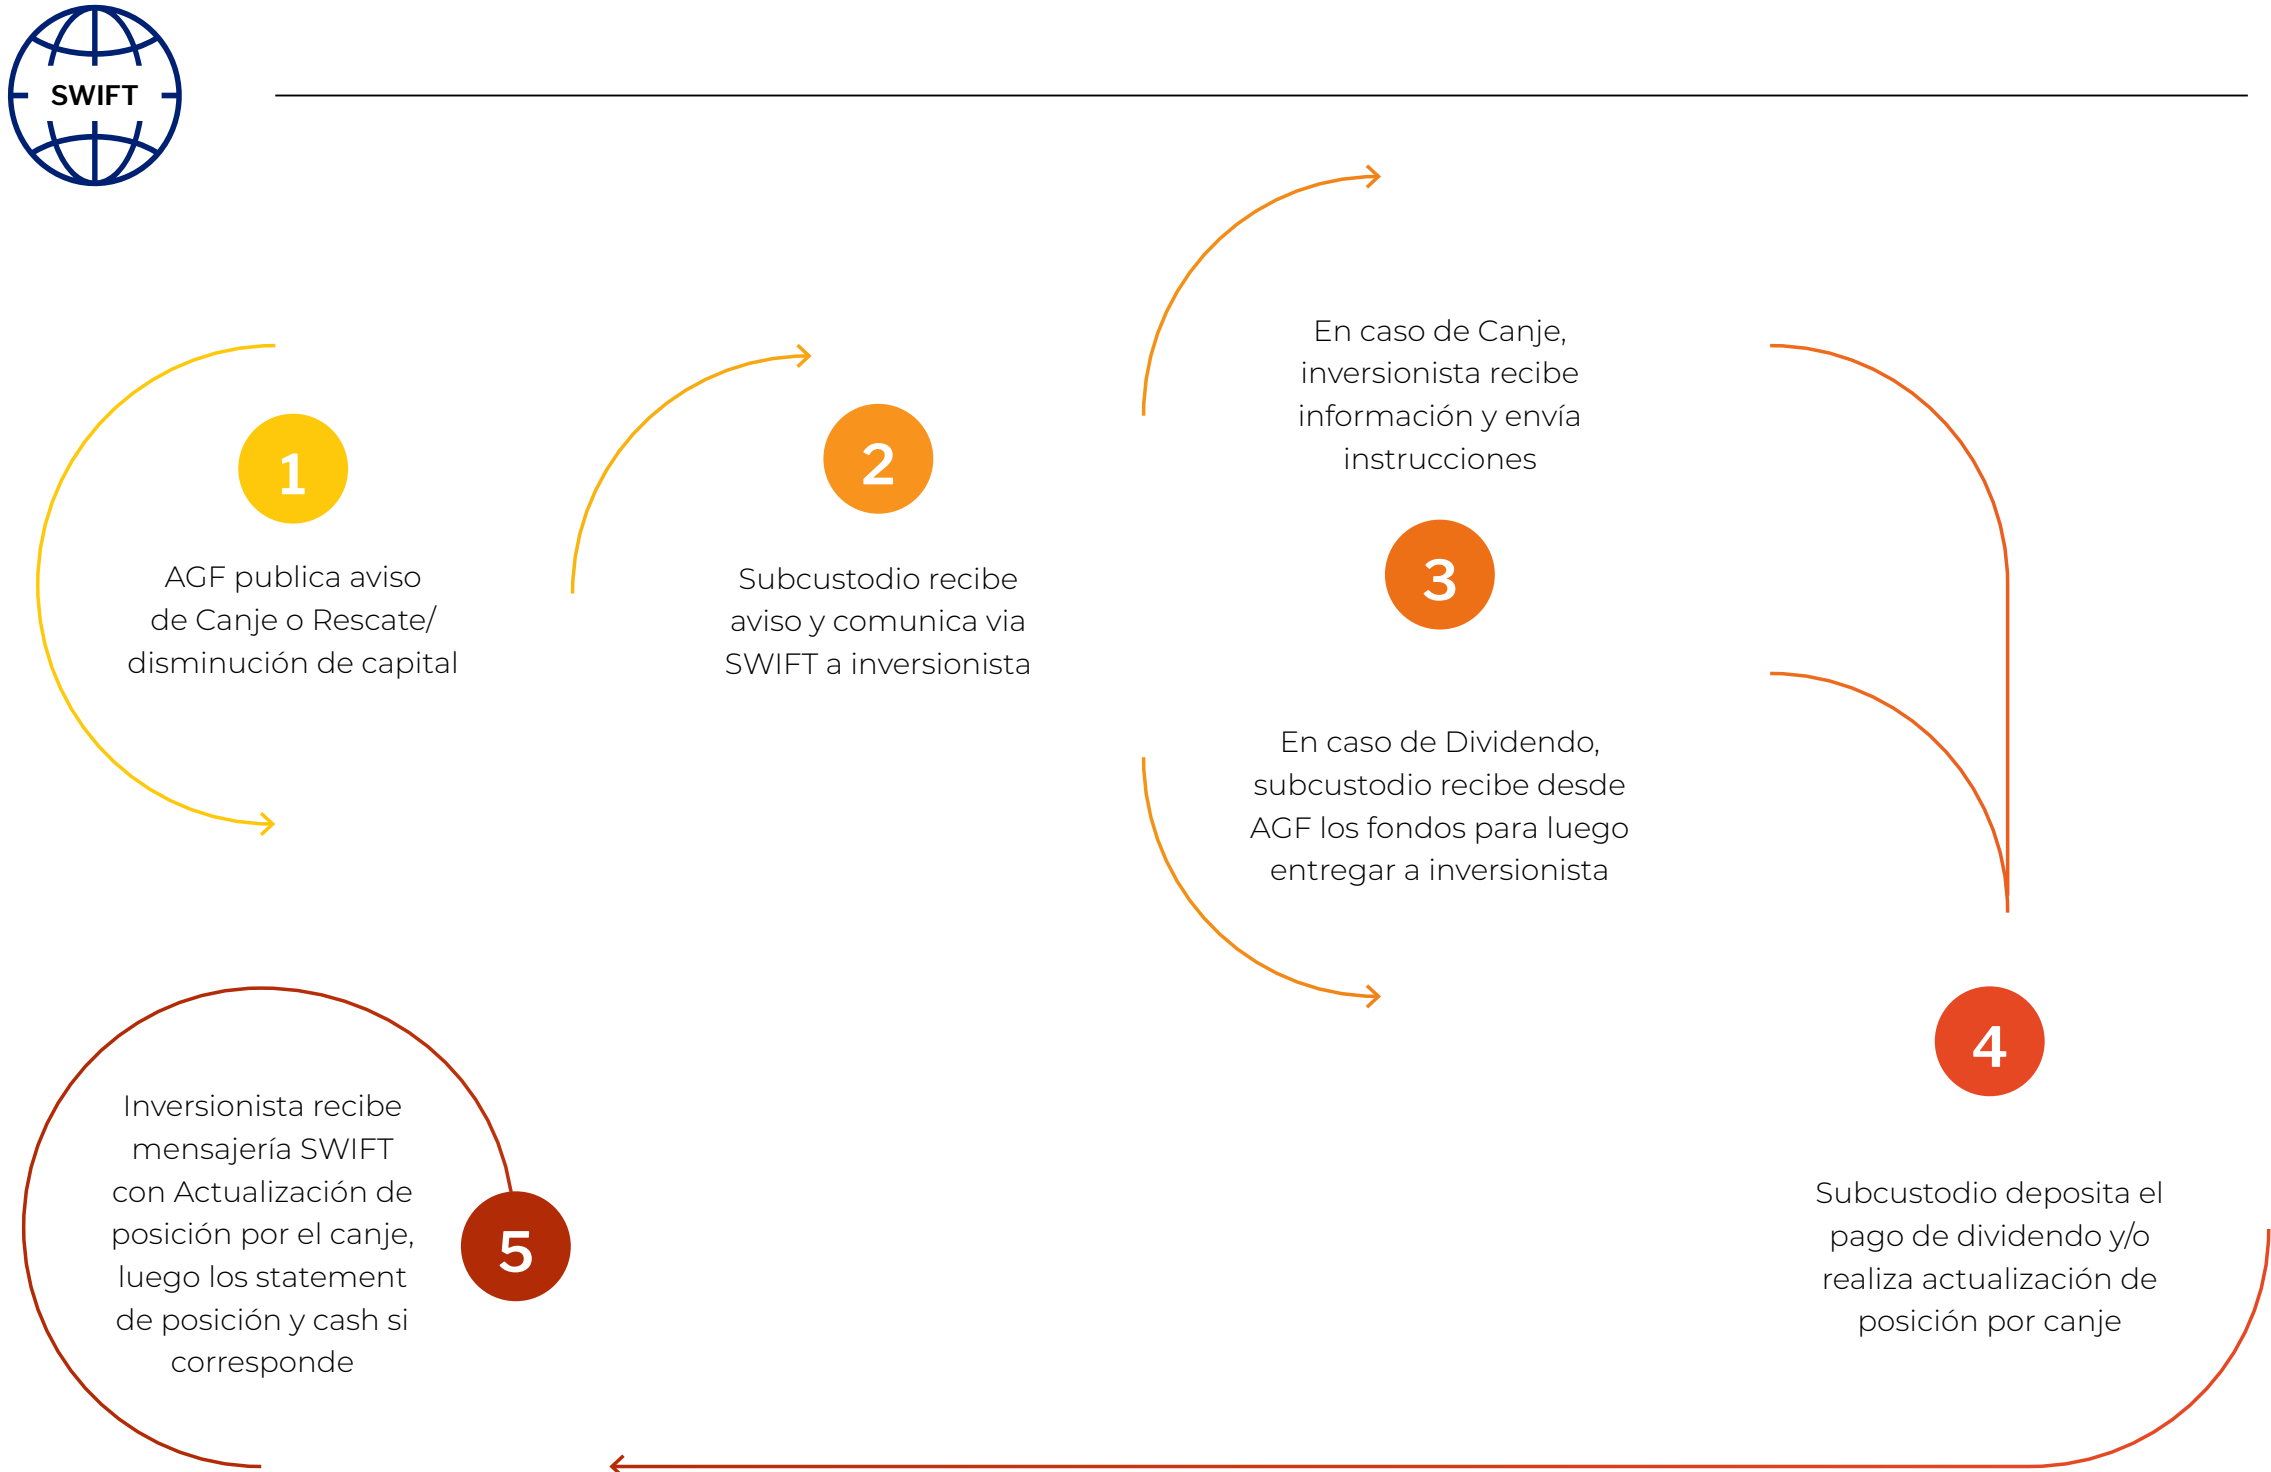 SWIFT
1
AGF publica aviso
de Canje o Rescate/
disminución de capital
2
Subcustodio recibe
aviso y comunica via
SWIFT a inversionista
En caso de Canje,
inversionista recibe
información y envía
instrucciones
3
En caso de Dividendo,
subcustodio recibe desde
AGF los fondos para luego
entregar a inversionista
4
Subcustodio deposita el
pago de dividendo y/o
realiza actualización de
posición por canje
Inversionista recibe
mensajería SWIFT
con Actualización de
posición por el canje,
luego los statement
de posición y cash si
corresponde
5